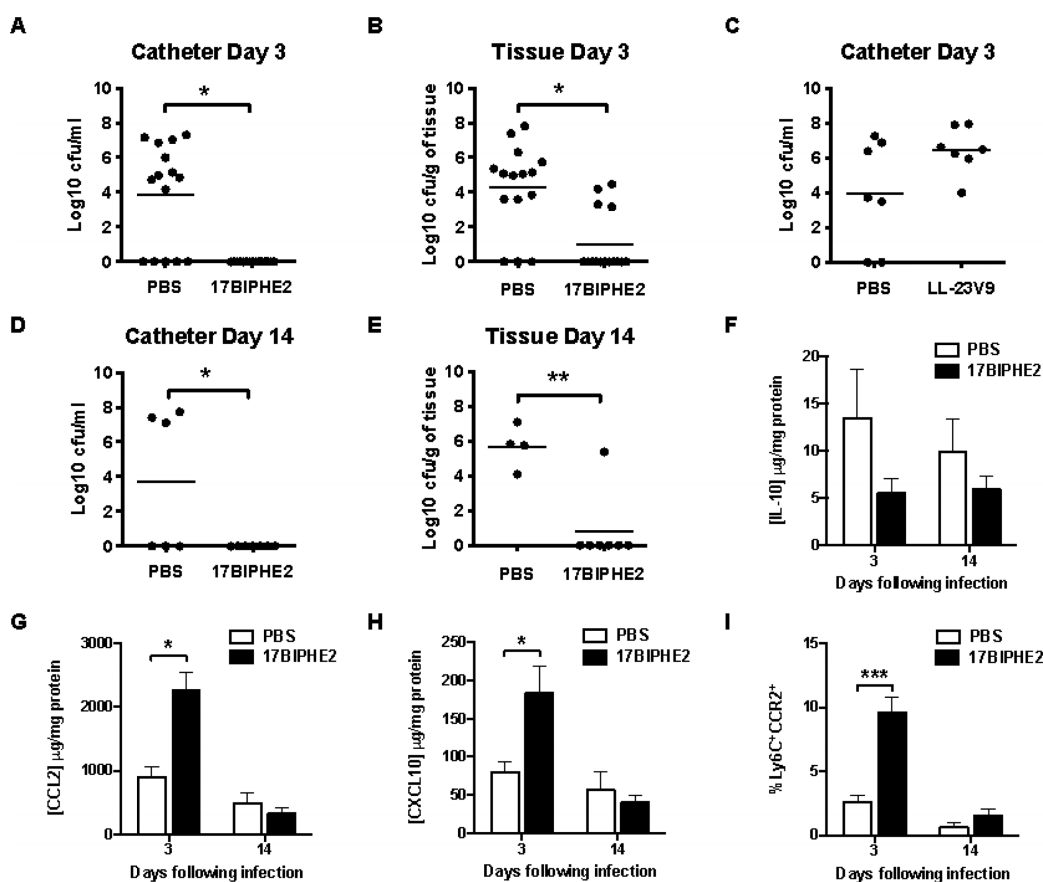 A
Catheter Day 3
Log10 cfu/ml
10
8
6
4
2
0
*
PBS 17BIPHE2
B
Tissue Day 3
Log10 cfu/g of tissue
10
8
6
4
2
0
*
PBS 17BIPHE2
C
Catheter Day 3
Log10 cfu/ml
10
8
6
4
2
0
PBS LL-23V9
D
Catheter Day 14
Log10 cfu/ml
10
8
6
4
2
0
*
PBS 17BIPHE2
E
Tissue Day 14
Log10 cfu/g of tissue
10
8
6
4
2
0
**
PBS 17BIPHE2
F
PBS
17BIPHE2
[IL-10] µg/mg protein
20
15
10
5
0
3 14
Days following infection
G
PBS
17BIPHE2
[CCL2] µg/mg protein
3000
2000
1000
0
*
3 14
Days following infection
H
PBS
17BIPHE2
[CXCL10] µg/mg protein
250
200
150
100
50
0
*
3 14
Days following infection
I
PBS
17BIPHE2
% Ly6C⁺CCR2⁺
15
10
5
0
***
3 14
Days following infection